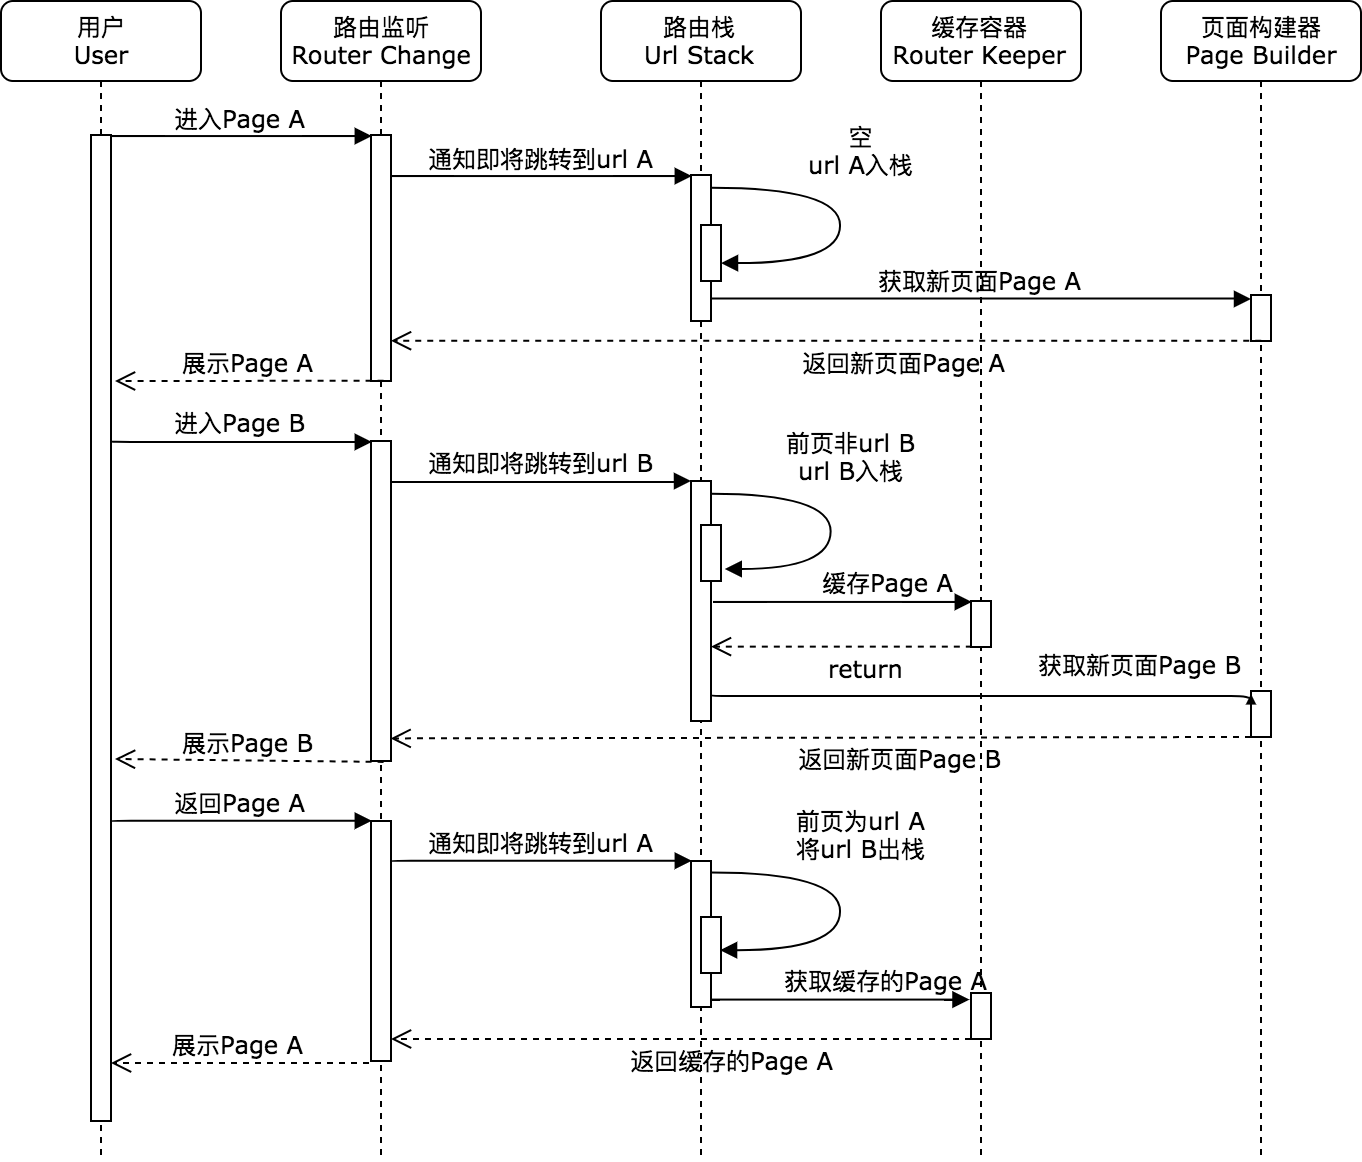 用户
User
路由监听
Router Change
路由栈
Url Stack
缓存容器
Router Keeper
页面构建器
Page Builder
进入Page A
通知即将跳转到url A
空
url A入栈
获取新页面Page A
返回新页面Page A
展示Page A
进入Page B
通知即将跳转到url B
前页非url B
url B入栈
缓存Page A
return
获取新页面Page B
返回新页面Page B
展示Page B
返回Page A
通知即将跳转到url A
前页为url A
将url B出栈
获取缓存的Page A
返回缓存的Page A
展示Page A